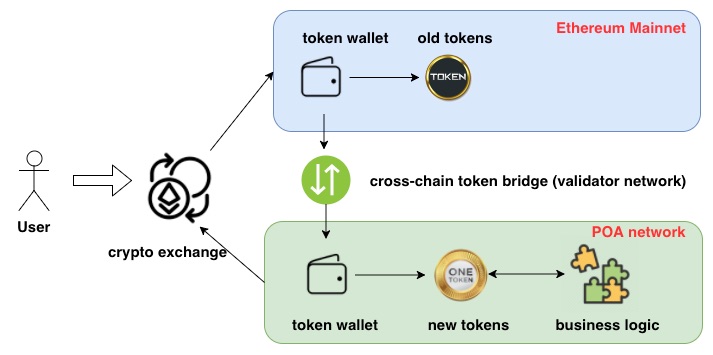 Ethereum Mainnet
token wallet
old tokens
TOKEN
cross-chain token bridge (validator network)
User
crypto exchange
POA network
ONE
TOKEN
token wallet
new tokens
business logic